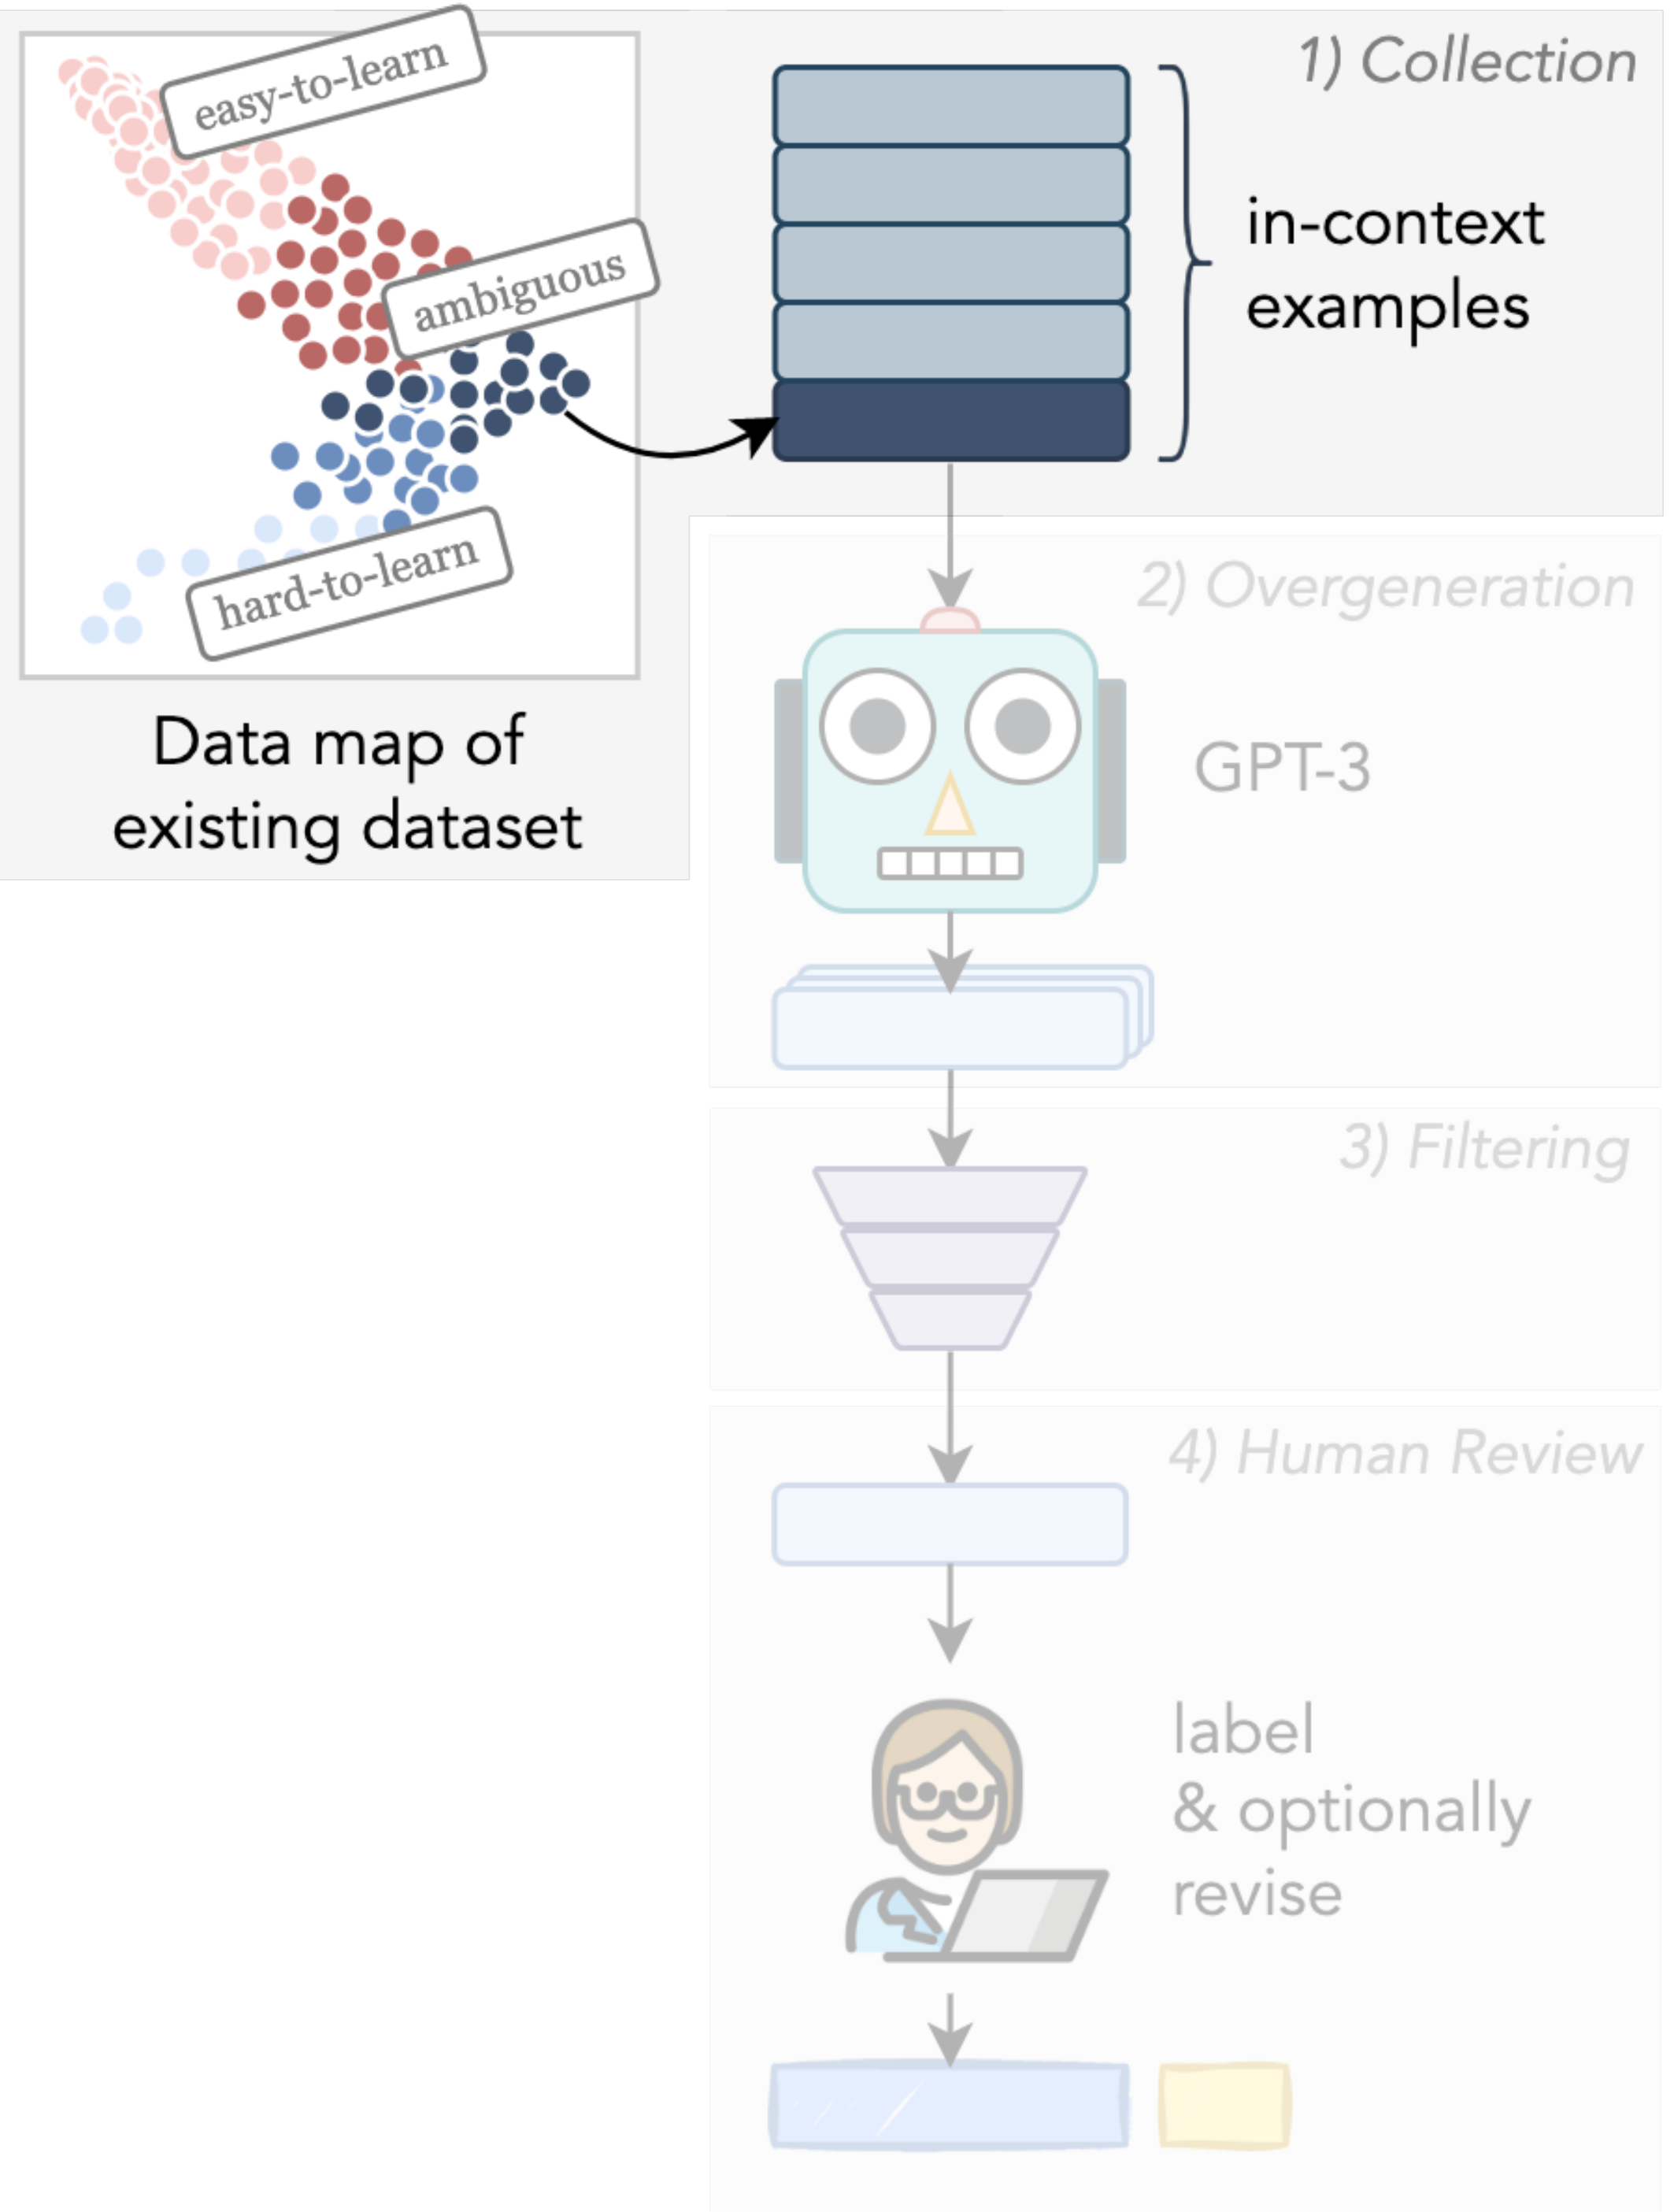 easy-to-learn
ambiguous
hard-to-learn
Data map of
existing dataset
1) Collection
in-context
examples
2) Overgeneration
GPT-3
3) Filtering
4) Human Review
label
& optionally
revise